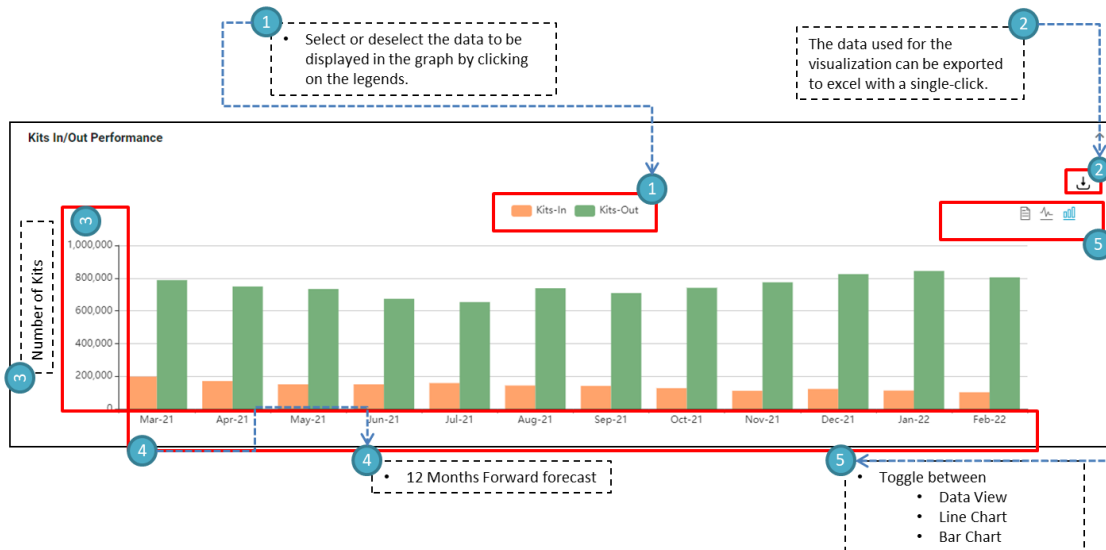 1
• Select or deselect the data to be
displayed in the graph by clicking
on the legends.
2
The data used for the
visualization can be exported
to excel with a single-click.
Kits In/Out Performance
2
1
Kits-In
Kits-Out
5
3
Number of Kits
3
1,000,000
800,000
600,000
400,000
200,000
0
Mar-21
Apr-21
May-21
Jun-21
Jul-21
Aug-21
Sep-21
Oct-21
Nov-21
Dec-21
Jan-22
Feb-22
4
4
• 12 Months Forward forecast
5
• Toggle between
• Data View
• Line Chart
• Bar Chart